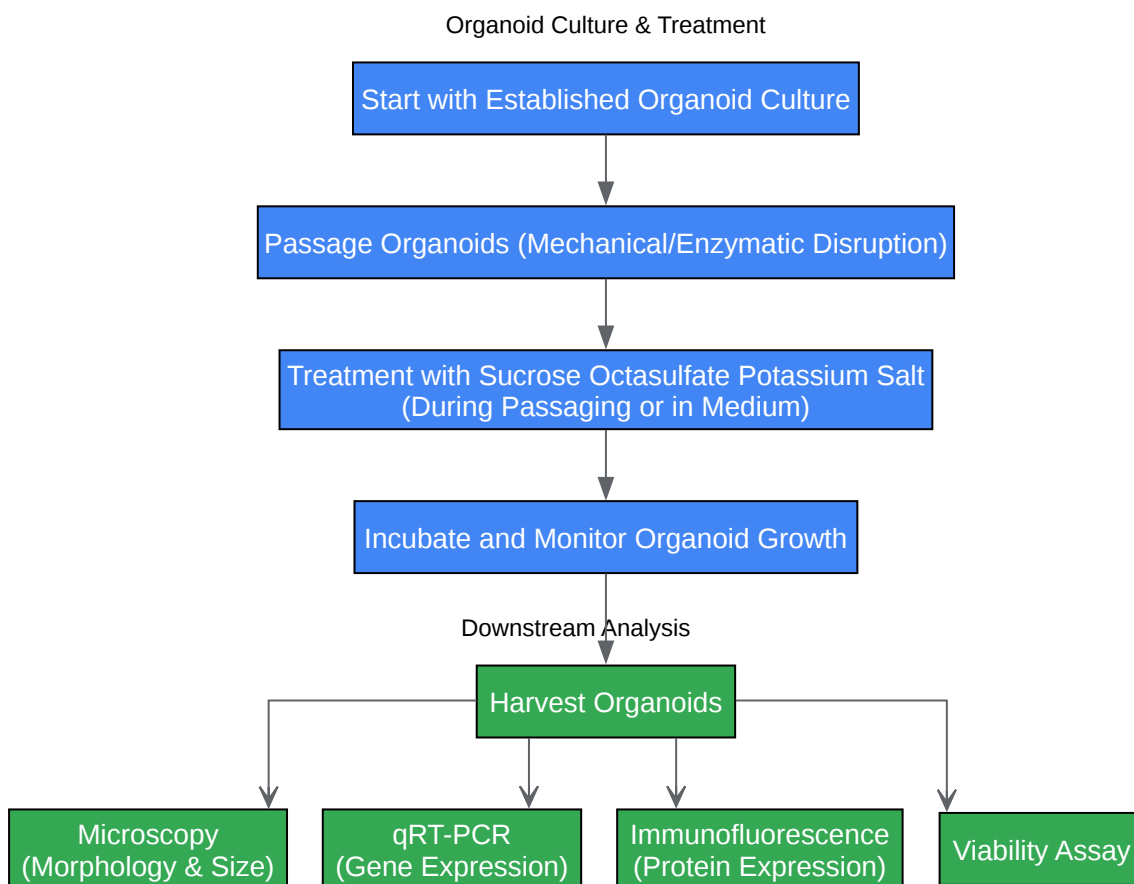 Organoid Culture & Treatment
Start with Established Organoid Culture
Passage Organoids (Mechanical/Enzymatic Disruption)
Treatment with Sucrose Octasulfate Potassium Salt
(During Passaging or in Medium)
Incubate and Monitor Organoid Growth
Downstream Analysis
Harvest Organoids
Microscopy
(Morphology & Size)
qRT-PCR
(Gene Expression)
Immunofluorescence
(Protein Expression)
Viability Assay